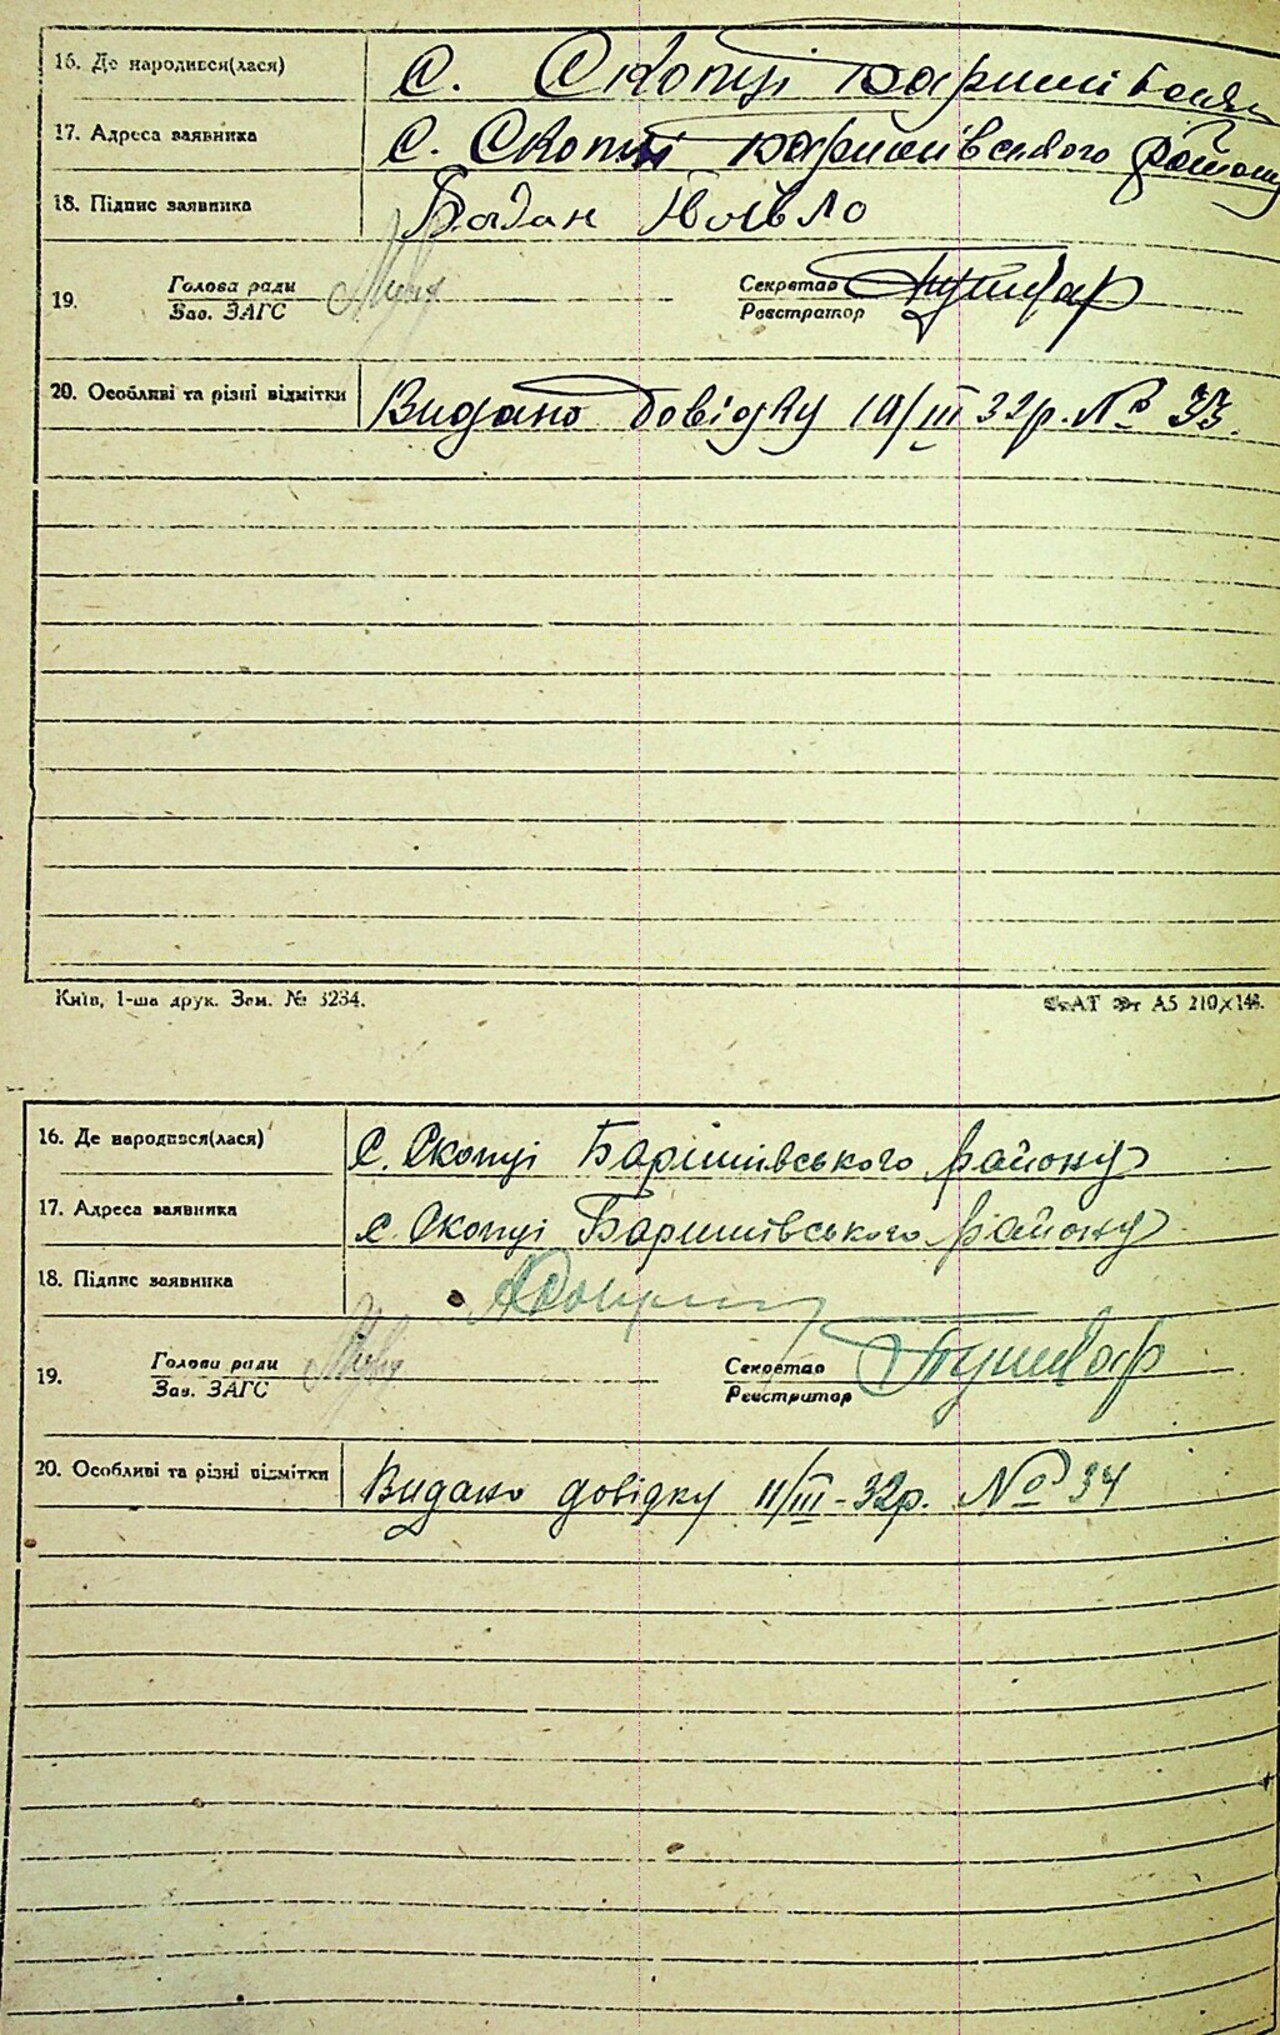 16. Де народився(лася) С. Скопці Баришівськ
17. Адреса заявника С. Скопці Баришівського району
18. Підпис заявника Богдан
19. Голова ради
Зав. ЗАГС
Секретар
Реєстратор
20. Особливі та різні відмітки Видано довідку /III 32р. № 33.
Київ, 1-ша друк. Зам. № 3234. А5 210×148.
16. Де народився(лася) С. Скопці Баришівського району
17. Адреса заявника с. Скопці Баришівського району
18. Підпис заявника
19. Голова ради
Зав. ЗАГС
Секретар
Реєстратор
20. Особливі та різні відмітки Видано довідку 11/III-32р. № 34